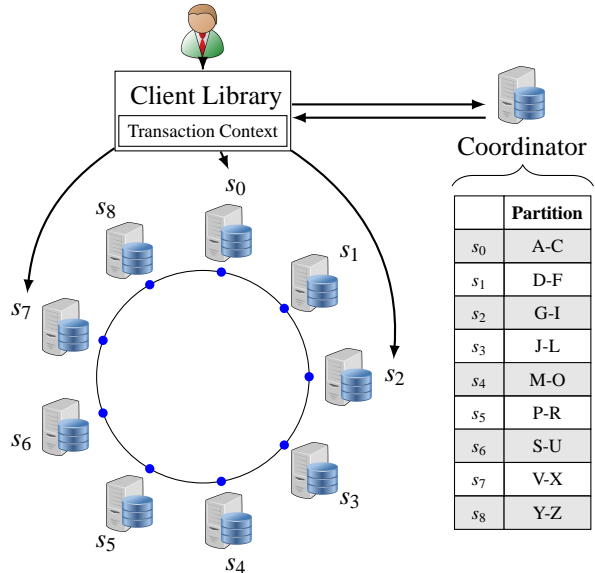 Client Library
Transaction Context
Coordinator
s0
s8
s1
s7
s2
s6
s3
s5
s4
Partition
s0 A-C
s1 D-F
s2 G-I
s3 J-L
s4 M-O
s5 P-R
s6 S-U
s7 V-X
s8 Y-Z